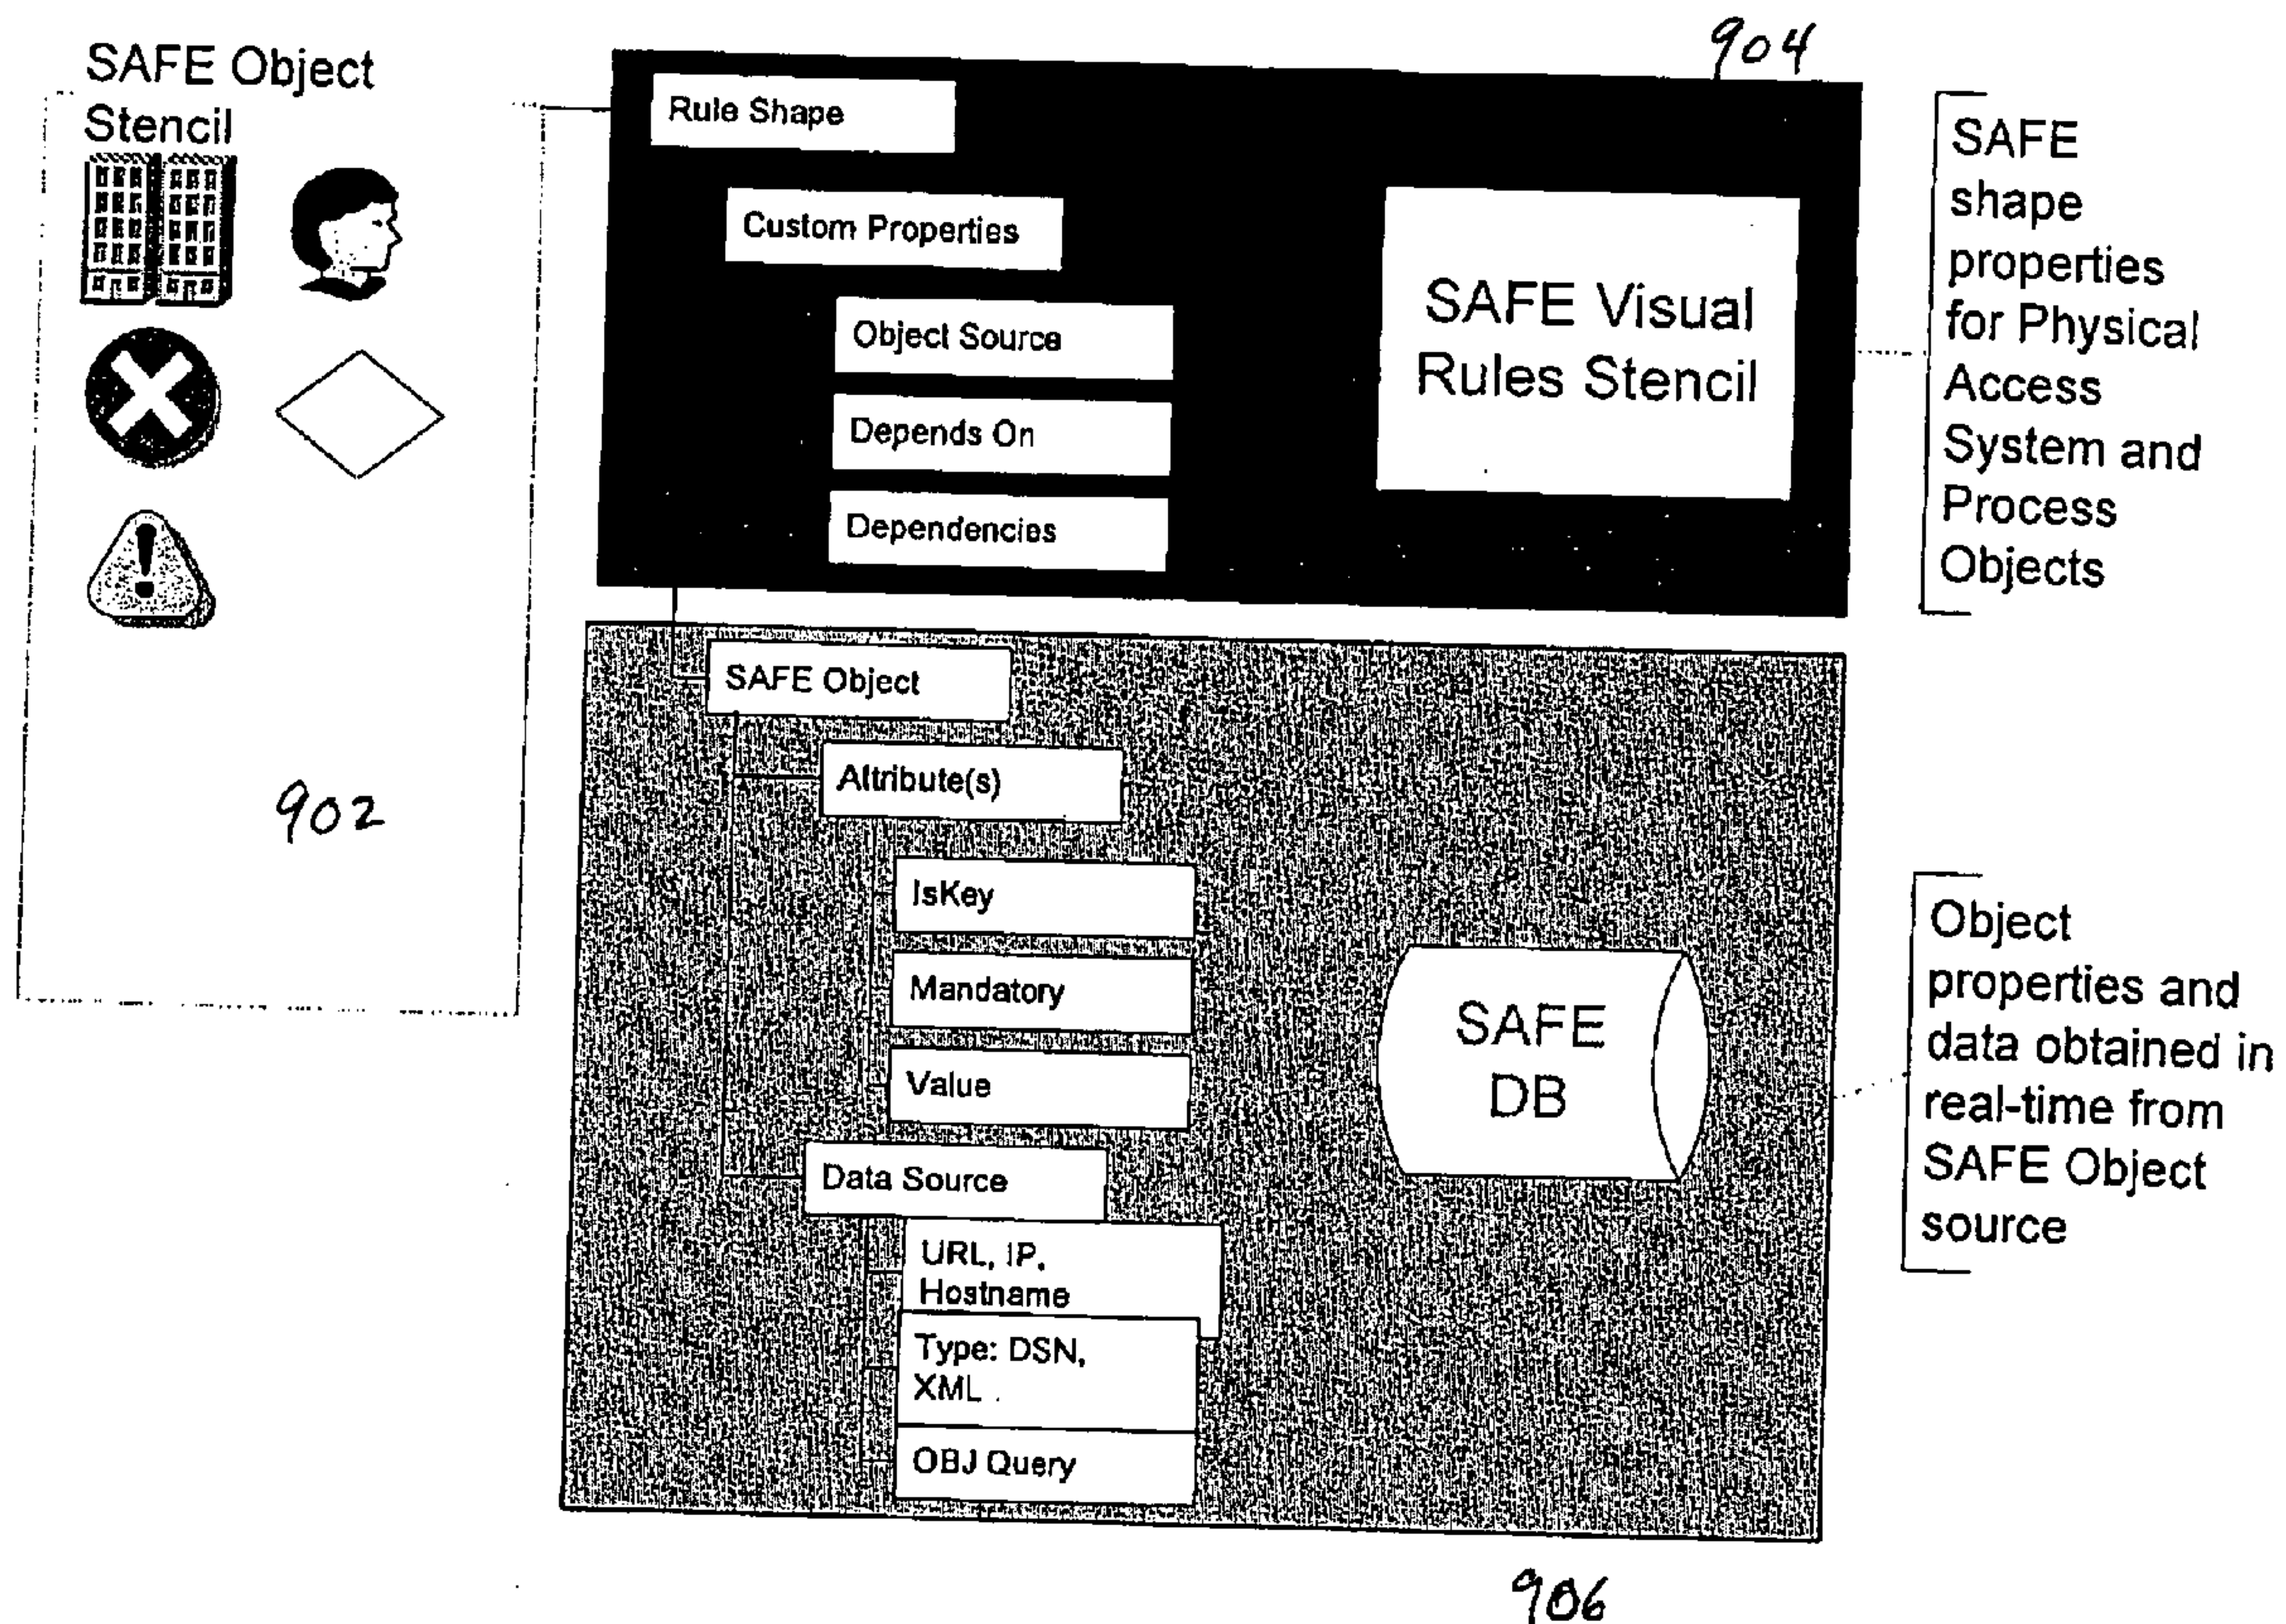 SAFE Object
Stencil
902
904
Rule Shape
Custom Properties
Object Source
Depends On
Dependencies
SAFE Visual
Rules Stencil
SAFE
shape
properties
for Physical
Access
System and
Process
Objects
SAFE Object
Attribute(s)
IsKey
Mandatory
Value
Data Source
URL, IP,
Hostname
Type: DSN,
XML
OBJ Query
SAFE
DB
Object
properties and
data obtained in
real-time from
SAFE Object
source
906